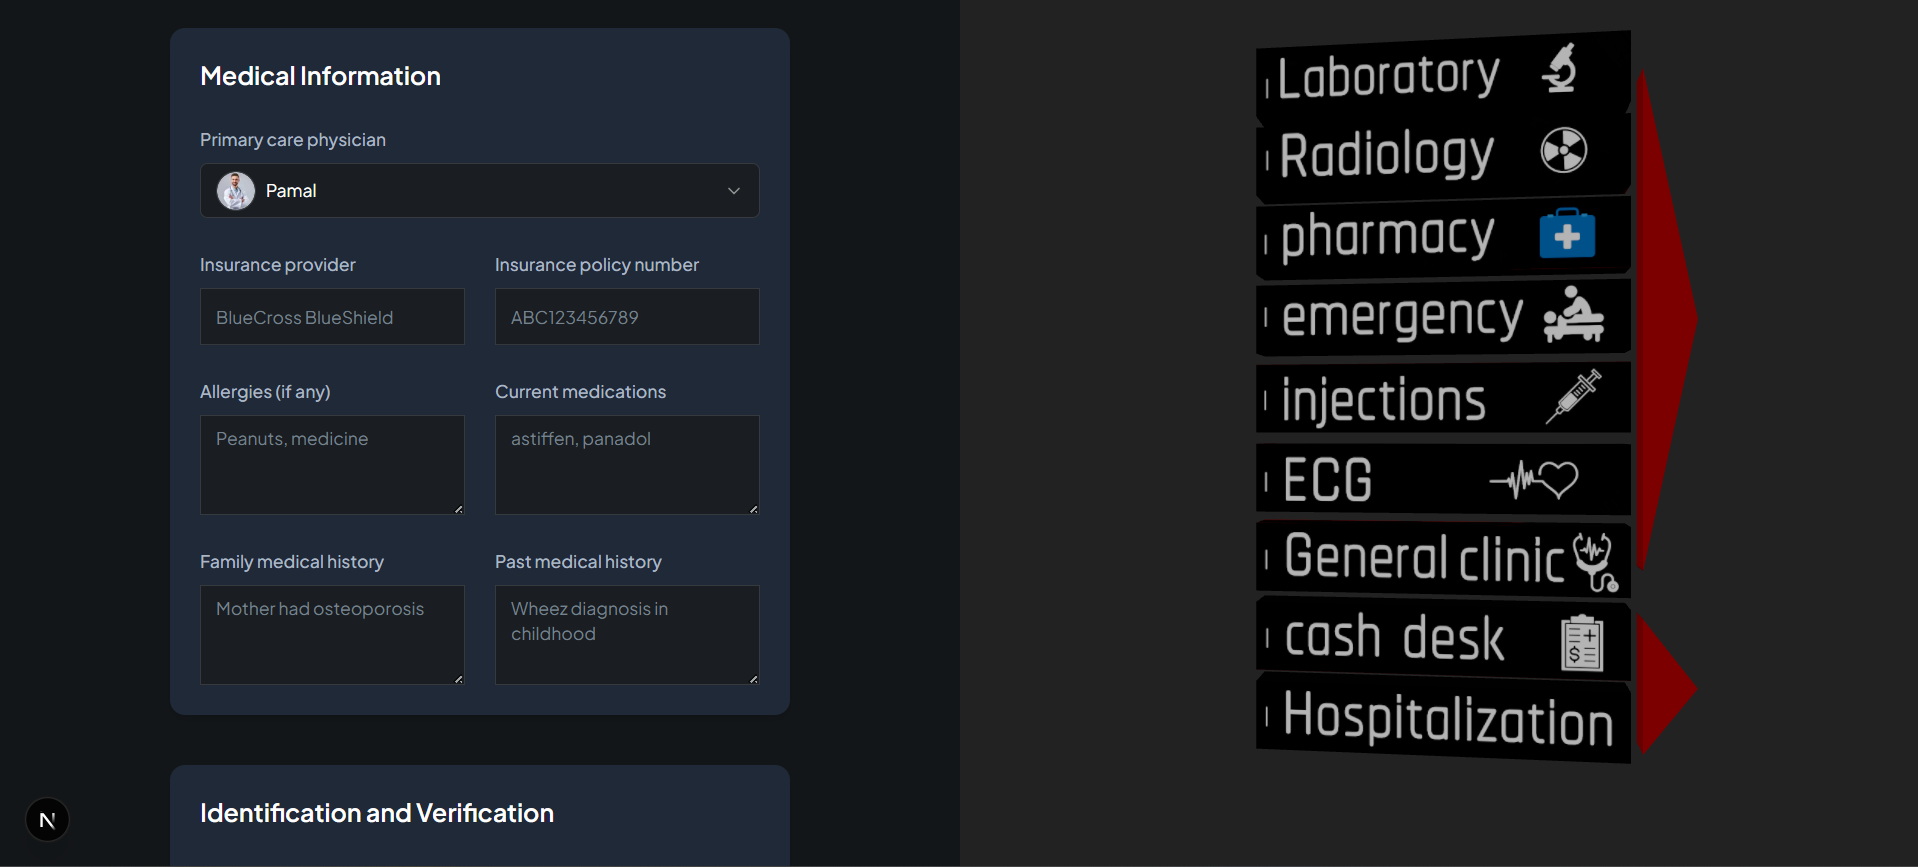 Medical Information
Primary care physician
Pamal
Insurance provider
Insurance policy number
BlueCross BlueShield
ABC123456789
Allergies (if any)
Current medications
Peanuts, medicine
astiffen, panadol
Family medical history
Past medical history
Mother had osteoporosis
Wheez diagnosis in
childhood
Identification and Verification
N
Laboratory
Radiology
pharmacy
emergency
injections
ECG
General clinic
cash desk
Hospitalization